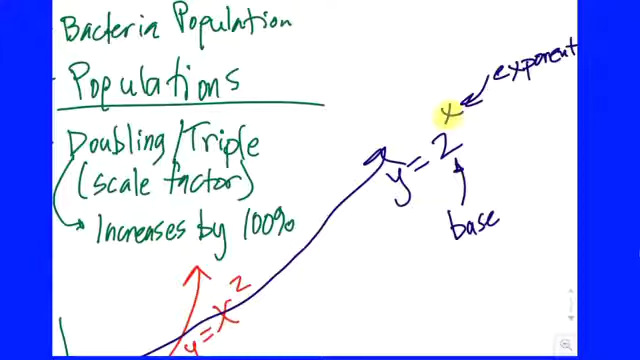 Bacteria Population
Populations
Doubling/Triple
(scale factor)
Increases by 100%
y = 2^x
exponent
base
y = x^2